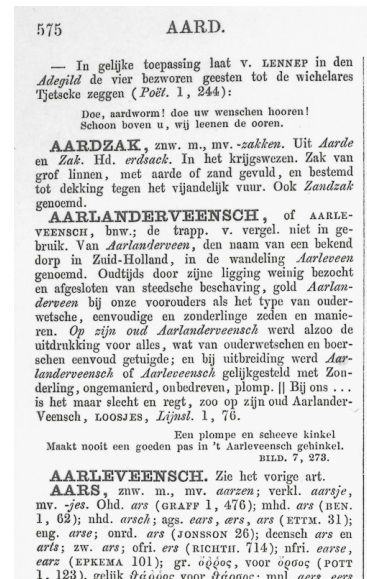 575 AARD.
— In gelijke toepassing laat V. LENNEP in den
Adegild de vier bezworen geesten tot de wichelares
Tjetscke zeggen (Poët. 1, 244):
Doe, aardworm! doe uw wenschen hooren!
Schoon boven u, wij leenen de ooren.
AARDZAK, znw. m., mv. -zakken. Uit Aarde
en Zak. Hd. erdsack. In het krijgswezen. Zak van
grof linnen, met aarde of zand gevuld, en bestemd
tot dekking tegen het vijandelijk vuur. Ook Zandzak
genoemd.
AARLANDERVEENSCH, of AARLE-
VEENSCH, bnw.; de trapp. v. vergel. niet in ge-
bruik. Van Aarlanderveen, den naam van een bekend
dorp in Zuid-Holland, in de wandeling Aarleveen
genoemd. Oudtijds door zijne ligging weinig bezocht
en afgesloten van steedsche beschaving, gold Aarlan-
derveen bij onze voorouders als het type van ouder-
wetsche, eenvoudige en zonderlinge zeden en manie-
ren. Op zijn oud Aarlanderveensch werd alzoo de
uitdrukking voor alles, wat van ouderwetschen en boer-
schen eenvoud getuigde; en bij uitbreiding werd Aar-
landerveensch of Aarleveensch gelijkgesteld met Zon-
derling, ongemanierd, onbedreven, plomp. || Bij ons ...
is het maar slecht en regt, zoo op zijn oud Aarlander-
Veensch, LOOSJES, Lijnsl. 1, 76.
Een plompe en scheeve kinkel
Maakt nooit een goeden pas in 't Aarleveensch gehinkel.
BILD. 7, 273.
AARLEVEENSCH. Zie het vorige art.
AARS, znw. m., mv. aarzen; verkl. aarsje,
mv. -jes. Ohd. ars (GRAFF 1, 476); mhd. ars (BEN.
1, 62); nhd. arsch; ags. ears, ærs, ars (ETTM. 31);
eng. arse; onrd. ars (JONSSON 26); deensch ars en
arts; zw. ars; ofri. ers (RICHTH. 714); nfri. earse,
earz (EPKEMA 101); gr. ὄῤῥος, voor ὄρσος (POTT
1, 123), gelijk θάῤῥος voor θάρσος; mnl. aers, eers